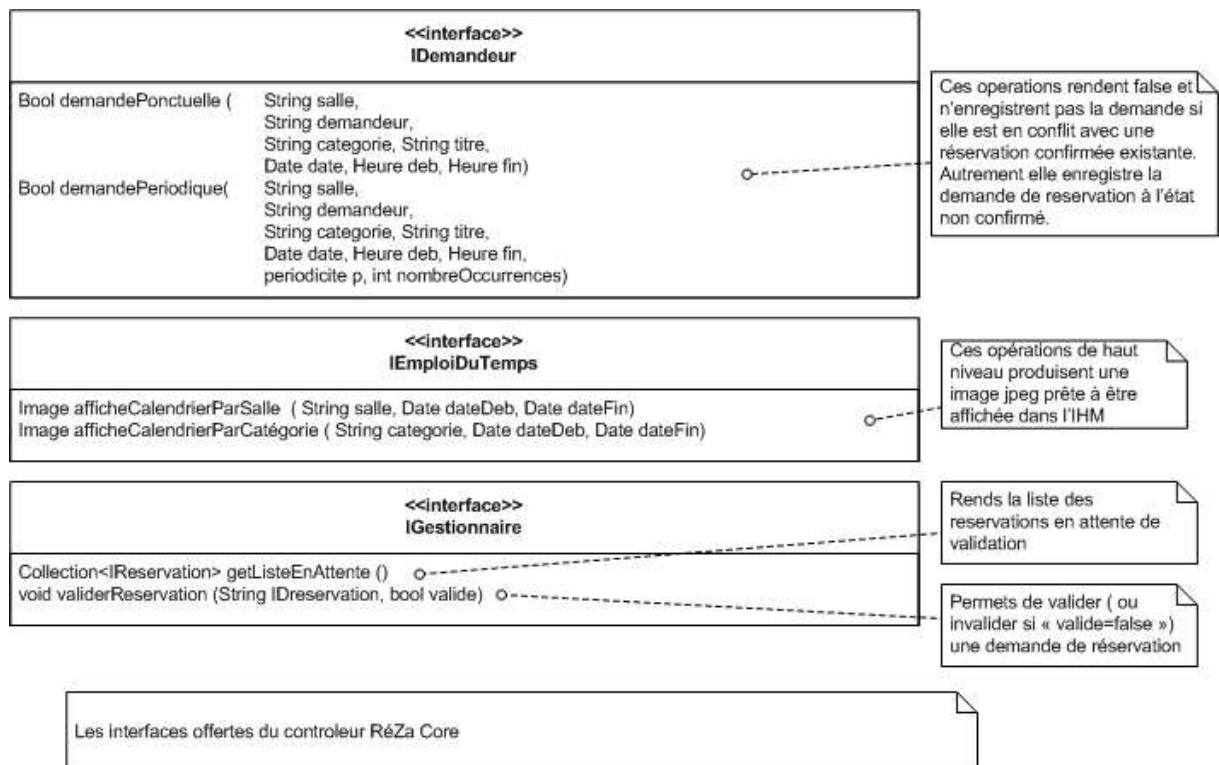 <<interface>>
IDemandeur
Bool demandePonctuelle ( String salle,
String demandeur,
String categorie, String titre,
Date date, Heure deb, Heure fin)
Bool demandePeriodique( String salle,
String demandeur,
String categorie, String titre,
Date date, Heure deb, Heure fin,
periodicite p, int nombreOccurrences)
Ces operations rendent false et
n'enregistrent pas la demande si
elle est en conflit avec une
réservation confirmée existante.
Autrement elle enregistre la
demande de reservation à l'état
non confirmé.
<<interface>>
IEmploiDuTemps
Image afficheCalendrierParSalle ( String salle, Date dateDeb, Date dateFin)
Image afficheCalendrierParCatégorie ( String categorie, Date dateDeb, Date dateFin)
Ces opérations de haut
niveau produisent une
image jpeg prête à être
affichée dans l'IHM
<<interface>>
IGestionnaire
Collection<IReservation> getListeEnAttente ()
void validerReservation (String IDreservation, bool valide)
Rends la liste des
reservations en attente de
validation
Permets de valider ( ou
invalider si « valide=false »)
une demande de réservation
Les interfaces offertes du controleur RéZa Core